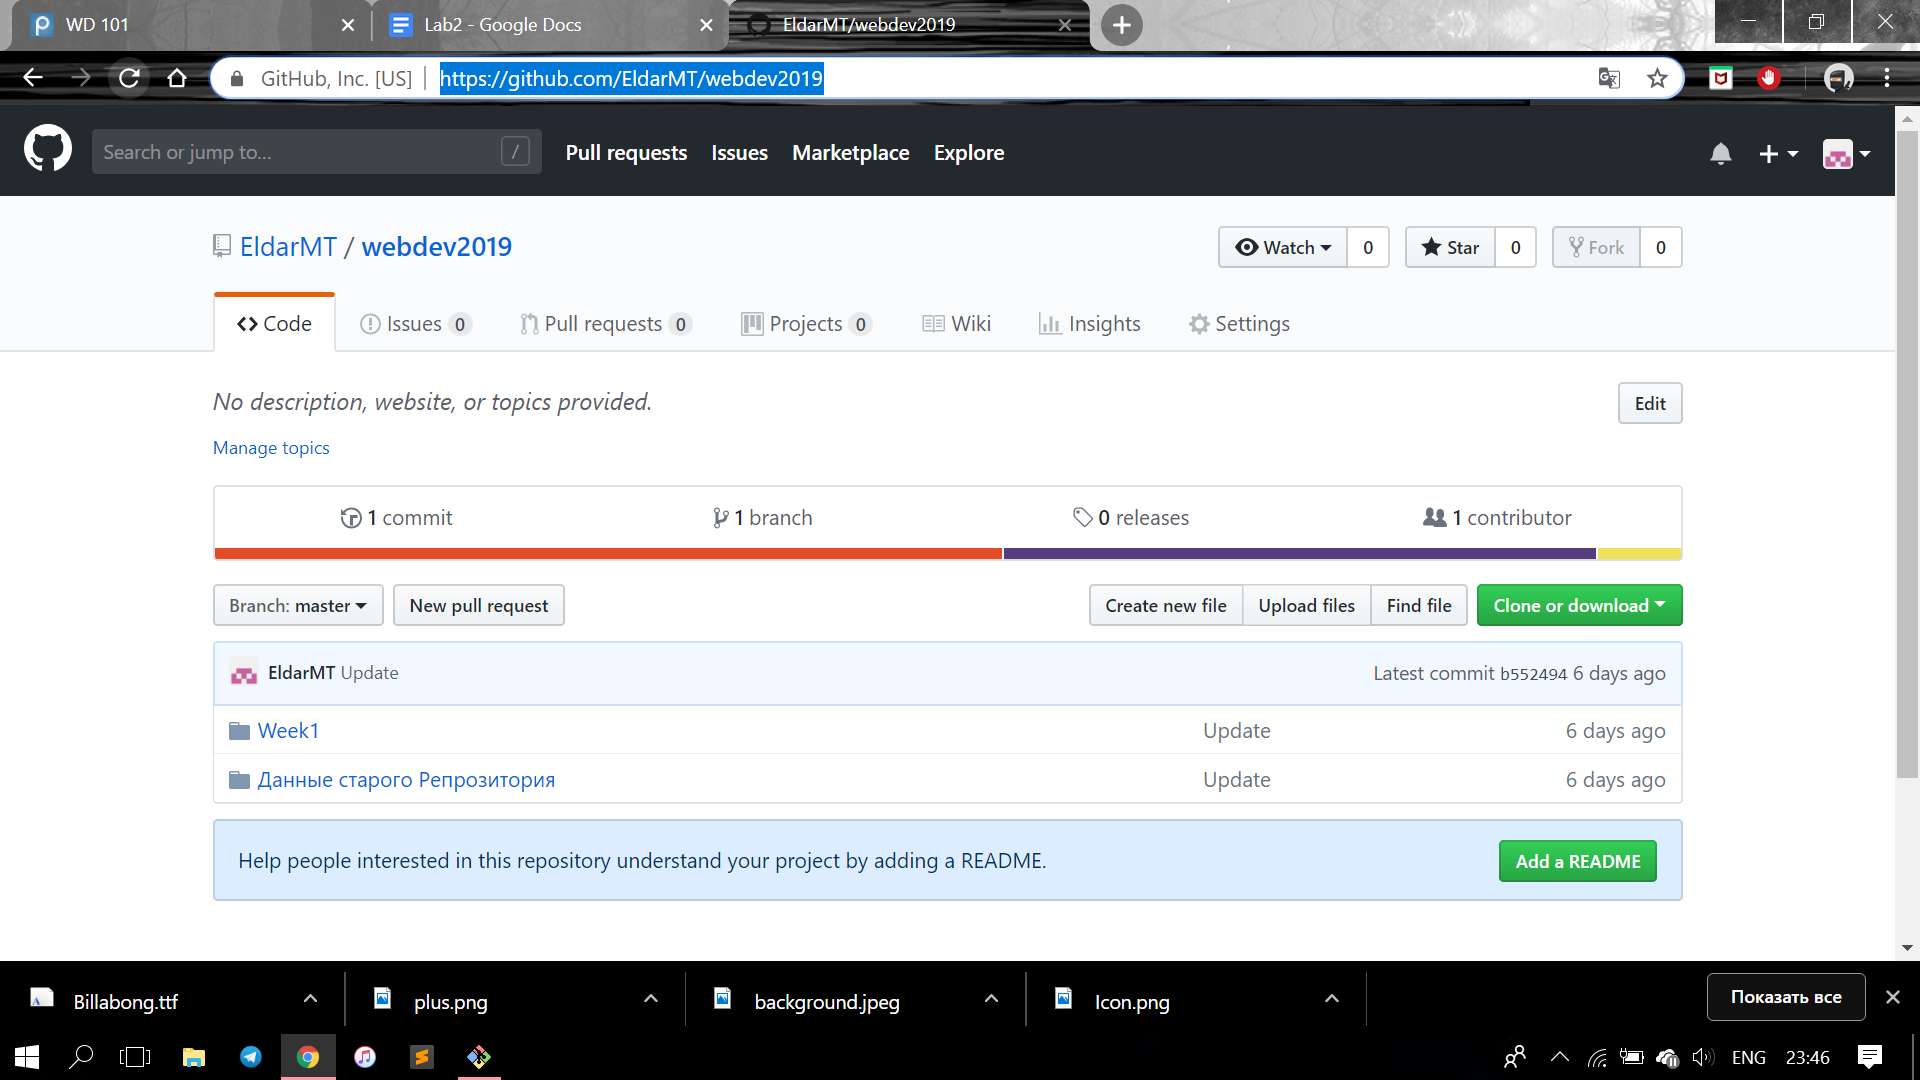 WD 101
Lab2 - Google Docs
EldarMT/webdev2019
GitHub, Inc. [US] https://github.com/EldarMT/webdev2019
Search or jump to... /
Pull requests Issues Marketplace Explore
EldarMT / webdev2019
Watch 0 Star 0 Fork 0
Code Issues 0 Pull requests 0 Projects 0 Wiki Insights Settings
No description, website, or topics provided.
Edit
Manage topics
1 commit 1 branch 0 releases 1 contributor
Branch: master New pull request Create new file Upload files Find file Clone or download
EldarMT Update Latest commit b552494 6 days ago
Week1 Update 6 days ago
Данные старого Репрозитория Update 6 days ago
Help people interested in this repository understand your project by adding a README. Add a README
Billabong.ttf plus.png background.jpeg Icon.png Показать все
ENG 23:46